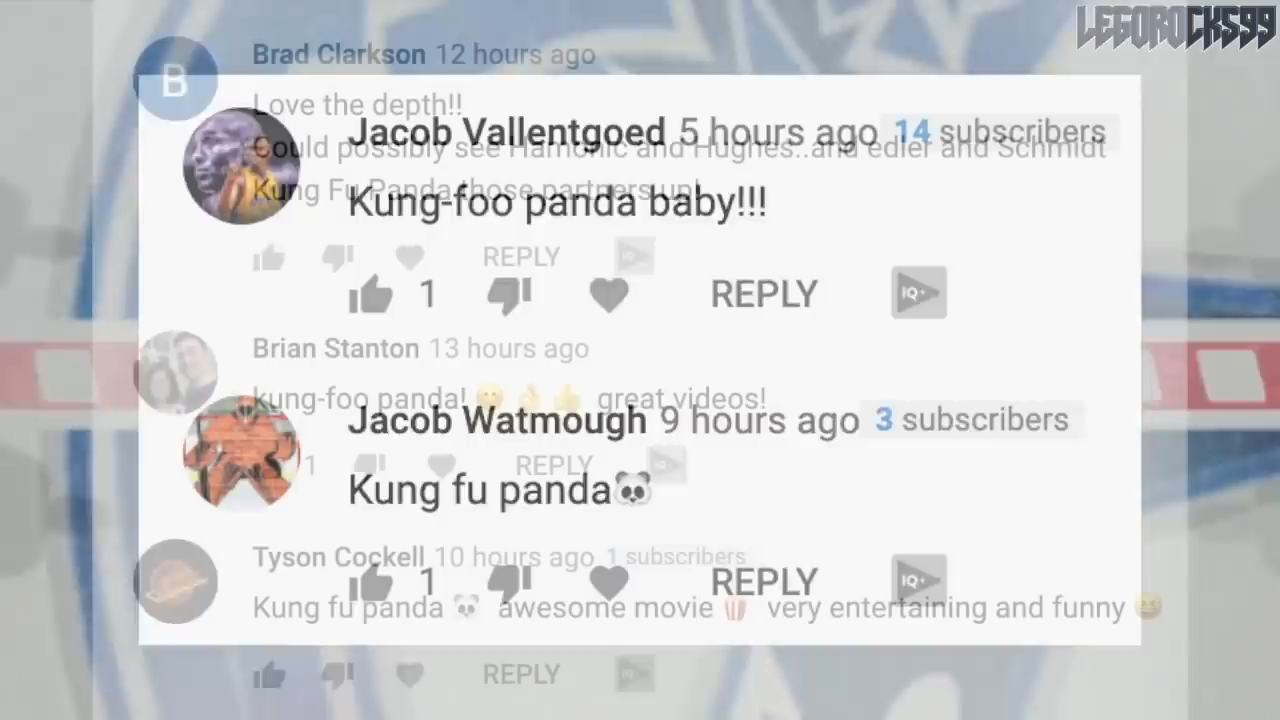 LEGOROCKS99
Brad Clarkson 12 hours ago
Love the depth!!
Could possibly see Hamonic and Hughes..and edler and Schmidt
Kung Fu Panda those partners up!
REPLY
Brian Stanton 13 hours ago
kung-foo panda! 😁 👌 👍 great videos!
1 REPLY
Tyson Cockell 10 hours ago 1 subscribers
Kung fu panda 🐼 awesome movie 🍿 very entertaining and funny 😆
REPLY
B
Jacob Vallentgoed 5 hours ago 14 subscribers
Kung-foo panda baby!!!
1 REPLY IQ+
Jacob Watmough 9 hours ago 3 subscribers
Kung fu panda🐼
1 REPLY IQ+